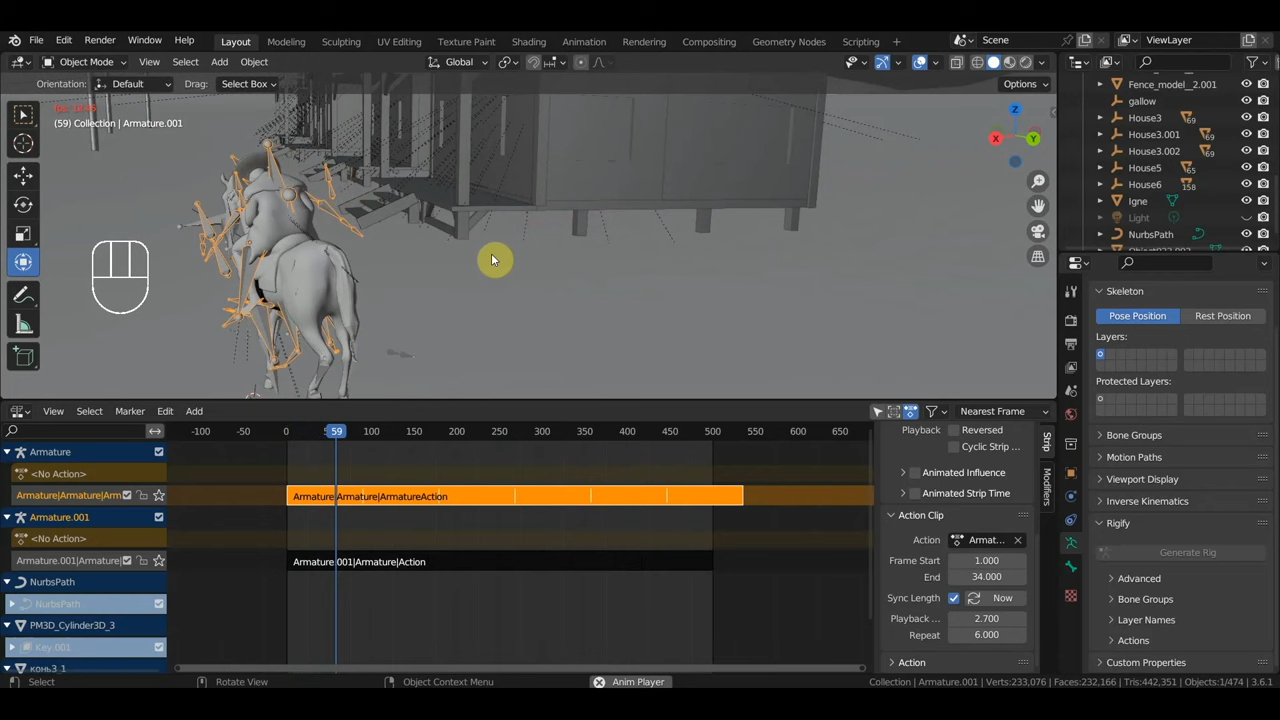 File Edit Render Window Help Layout Modeling Sculpting UV Editing Texture Paint Shading Animation Rendering Compositing Geometry Nodes Scripting + Scene ViewLayer
Object Mode View Select Add Object Global
Orientation: Default Drag: Select Box Options
(59) Collection | Armature.001
Z
X
Y
Fence_model__2.001
gallow
House3
69
House3.001
69
House3.002
69
House5
65
House6
158
Igne
Light
NurbsPath
Skeleton
Pose Position Rest Position
Layers:
Protected Layers:
Bone Groups
Motion Paths
Viewport Display
Inverse Kinematics
Rigify
Generate Rig
Advanced
Bone Groups
Layer Names
Actions
Custom Properties
View Select Marker Edit Add Nearest Frame
-100 -50 0 59 100 150 200 250 300 350 400 450 500 550 600 650
Armature
<No Action>
Armature|Armature|Arm
Armature.001
<No Action>
Armature.001|Armature|
NurbsPath
NurbsPath
PM3D_Cylinder3D_3
Key.001
конь3_1
Armature|Armature|ArmatureAction
Armature.001|Armature|Action
Playback Reversed
Cyclic Strip ...
Animated Influence
Animated Strip Time
Action Clip
Action Armat...
Frame Start 1.000
End 34.000
Sync Length Now
Playback ... 2.700
Repeat 6.000
Action
Strip
Modifiers
Select Rotate View Object Context Menu Anim Player Collection | Armature.001 | Verts:233,076 | Faces:232,166 | Tris:442,351 | Objects:1/474 | 3.6.1